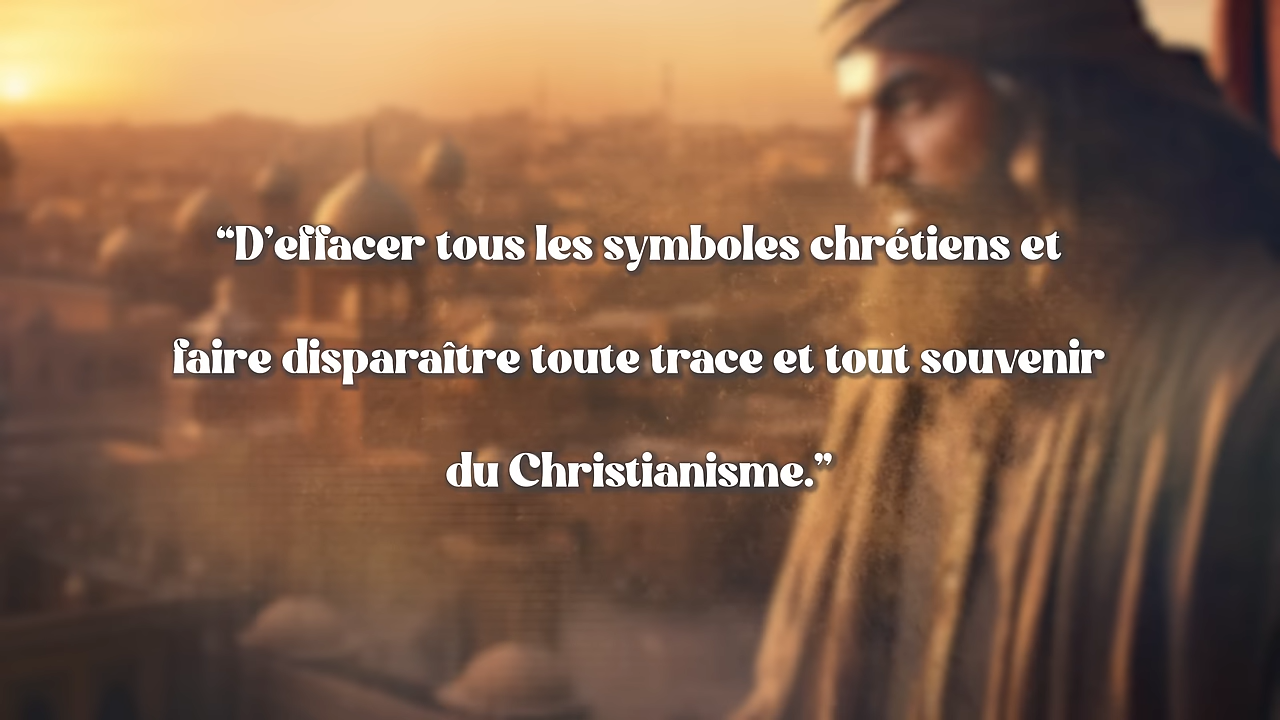 “D’effacer tous les symboles chrétiens et
faire disparaître toute trace et tout souvenir
du Christianisme.”